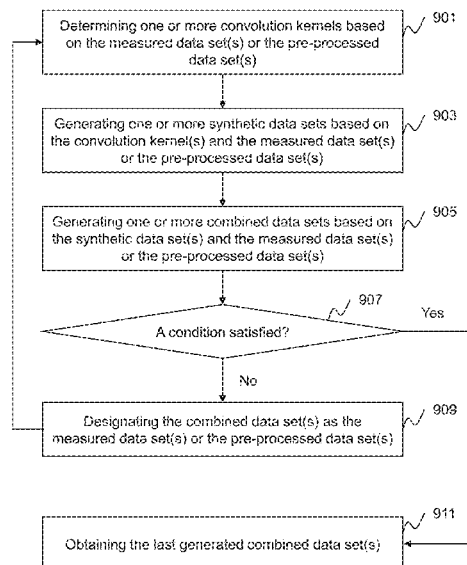 Determining one or more convolution kernels based
on the measured data set(s) or the pre-processed
data set(s)
901
Generating one or more synthetic data sets based on
the convolution kernel(s) and the measured data set(s)
or the pre-processed data set(s)
903
Generating one or more combined data sets based on
the synthetic data set(s) and the measured data set(s)
or the pre-processed data set(s)
905
907
A condition satisfied?
Yes
No
Designating the combined data set(s) as the
measured data set(s) or the pre-processed data set(s)
909
911
Obtaining the last generated combined data set(s)